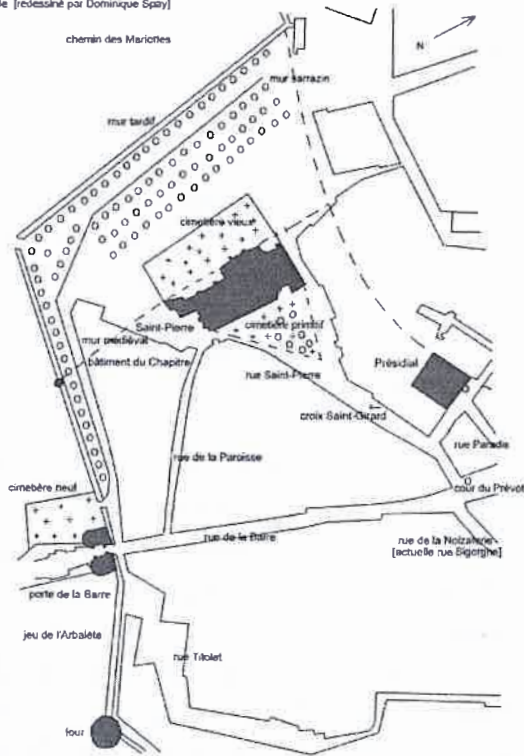 [redessiné par Dominique Spay]
chemin des Mariottes
N
mur sarrazin
mur tardif
cimetière vieux
Saint-Pierre
cimetière primitif
mur médiéval
bâtiment du Chapitre
rue Saint-Pierre
Présidial
croix Saint-Girard
rue Paradis
rue de la Paroisse
cimetière neuf
cour du Prévôt
rue de la Barre
rue de la Noizeterie
[actuelle rue Sigorgne]
porte de la Barre
jeu de l'Arbalète
rue Tilolet
four